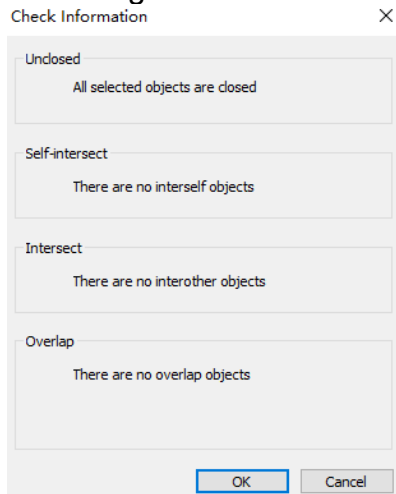 Check Information
Unclosed
All selected objects are closed
Self-intersect
There are no interself objects
Intersect
There are no interother objects
Overlap
There are no overlap objects
OK Cancel